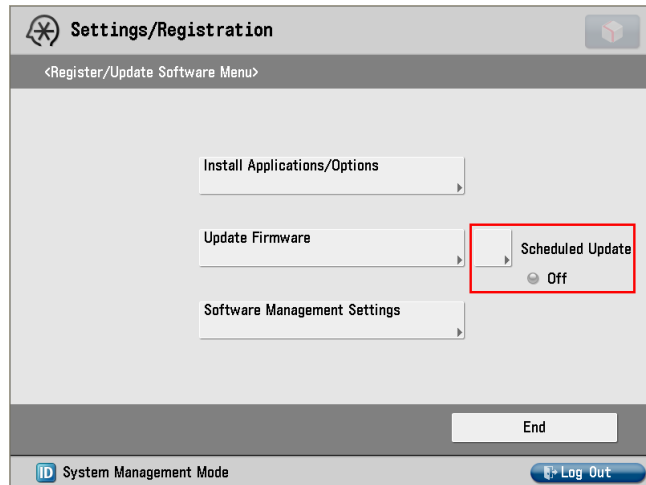 Settings/Registration
<Register/Update Software Menu>
Install Applications/Options
Update Firmware
Scheduled Update
Off
Software Management Settings
End
ID System Management Mode
Log Out